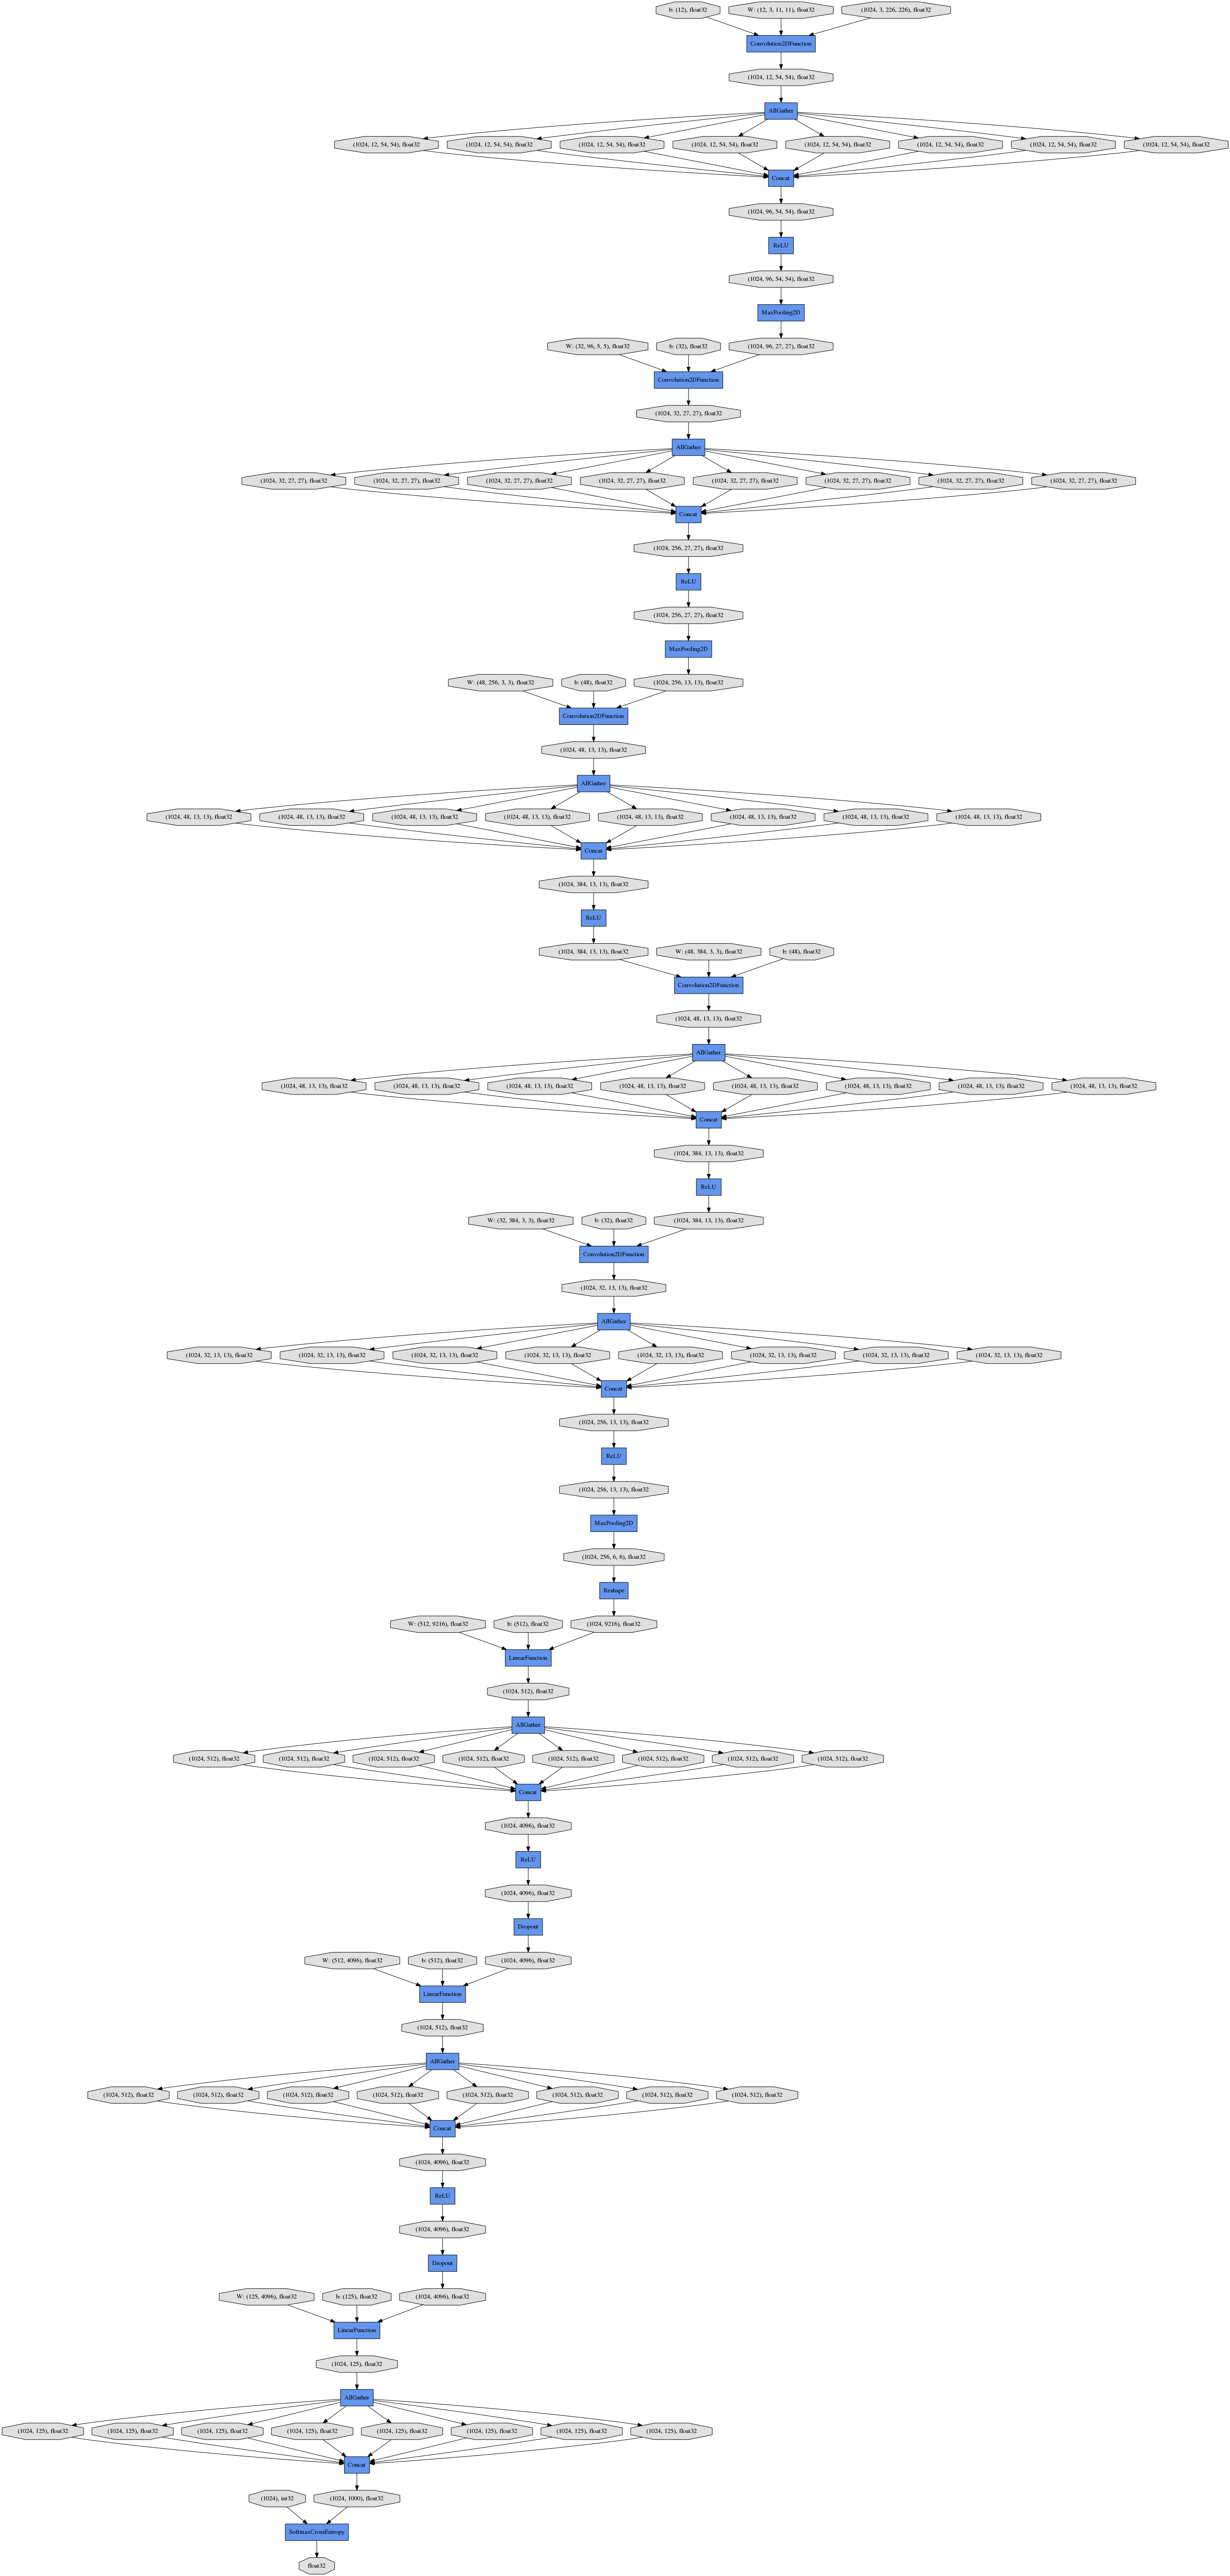 b: (12), float32
W: (12, 3, 11, 11), float32
(1024, 3, 226, 226), float32
Convolution2DFunction
(1024, 12, 54, 54), float32
AllGather
(1024, 12, 54, 54), float32
(1024, 12, 54, 54), float32
(1024, 12, 54, 54), float32
(1024, 12, 54, 54), float32
(1024, 12, 54, 54), float32
(1024, 12, 54, 54), float32
(1024, 12, 54, 54), float32
(1024, 12, 54, 54), float32
Concat
(1024, 96, 54, 54), float32
ReLU
(1024, 96, 54, 54), float32
MaxPooling2D
W: (32, 96, 5, 5), float32
b: (32), float32
(1024, 96, 27, 27), float32
Convolution2DFunction
(1024, 32, 27, 27), float32
AllGather
(1024, 32, 27, 27), float32
(1024, 32, 27, 27), float32
(1024, 32, 27, 27), float32
(1024, 32, 27, 27), float32
(1024, 32, 27, 27), float32
(1024, 32, 27, 27), float32
(1024, 32, 27, 27), float32
(1024, 32, 27, 27), float32
Concat
(1024, 256, 27, 27), float32
ReLU
(1024, 256, 27, 27), float32
MaxPooling2D
W: (48, 256, 3, 3), float32
b: (48), float32
(1024, 256, 13, 13), float32
Convolution2DFunction
(1024, 48, 13, 13), float32
AllGather
(1024, 48, 13, 13), float32
(1024, 48, 13, 13), float32
(1024, 48, 13, 13), float32
(1024, 48, 13, 13), float32
(1024, 48, 13, 13), float32
(1024, 48, 13, 13), float32
(1024, 48, 13, 13), float32
(1024, 48, 13, 13), float32
Concat
(1024, 384, 13, 13), float32
ReLU
(1024, 384, 13, 13), float32
W: (48, 384, 3, 3), float32
b: (48), float32
Convolution2DFunction
(1024, 48, 13, 13), float32
AllGather
(1024, 48, 13, 13), float32
(1024, 48, 13, 13), float32
(1024, 48, 13, 13), float32
(1024, 48, 13, 13), float32
(1024, 48, 13, 13), float32
(1024, 48, 13, 13), float32
(1024, 48, 13, 13), float32
(1024, 48, 13, 13), float32
Concat
(1024, 384, 13, 13), float32
ReLU
W: (32, 384, 3, 3), float32
b: (32), float32
(1024, 384, 13, 13), float32
Convolution2DFunction
(1024, 32, 13, 13), float32
AllGather
(1024, 32, 13, 13), float32
(1024, 32, 13, 13), float32
(1024, 32, 13, 13), float32
(1024, 32, 13, 13), float32
(1024, 32, 13, 13), float32
(1024, 32, 13, 13), float32
(1024, 32, 13, 13), float32
(1024, 32, 13, 13), float32
Concat
(1024, 256, 13, 13), float32
ReLU
(1024, 256, 13, 13), float32
MaxPooling2D
(1024, 256, 6, 6), float32
Reshape
W: (512, 9216), float32
b: (512), float32
(1024, 9216), float32
LinearFunction
(1024, 512), float32
AllGather
(1024, 512), float32
(1024, 512), float32
(1024, 512), float32
(1024, 512), float32
(1024, 512), float32
(1024, 512), float32
(1024, 512), float32
(1024, 512), float32
Concat
(1024, 4096), float32
ReLU
(1024, 4096), float32
Dropout
W: (512, 4096), float32
b: (512), float32
(1024, 4096), float32
LinearFunction
(1024, 512), float32
AllGather
(1024, 512), float32
(1024, 512), float32
(1024, 512), float32
(1024, 512), float32
(1024, 512), float32
(1024, 512), float32
(1024, 512), float32
(1024, 512), float32
Concat
(1024, 4096), float32
ReLU
(1024, 4096), float32
Dropout
W: (125, 4096), float32
b: (125), float32
(1024, 4096), float32
LinearFunction
(1024, 125), float32
AllGather
(1024, 125), float32
(1024, 125), float32
(1024, 125), float32
(1024, 125), float32
(1024, 125), float32
(1024, 125), float32
(1024, 125), float32
(1024, 125), float32
Concat
(1024), int32
(1024, 1000), float32
SoftmaxCrossEntropy
float32